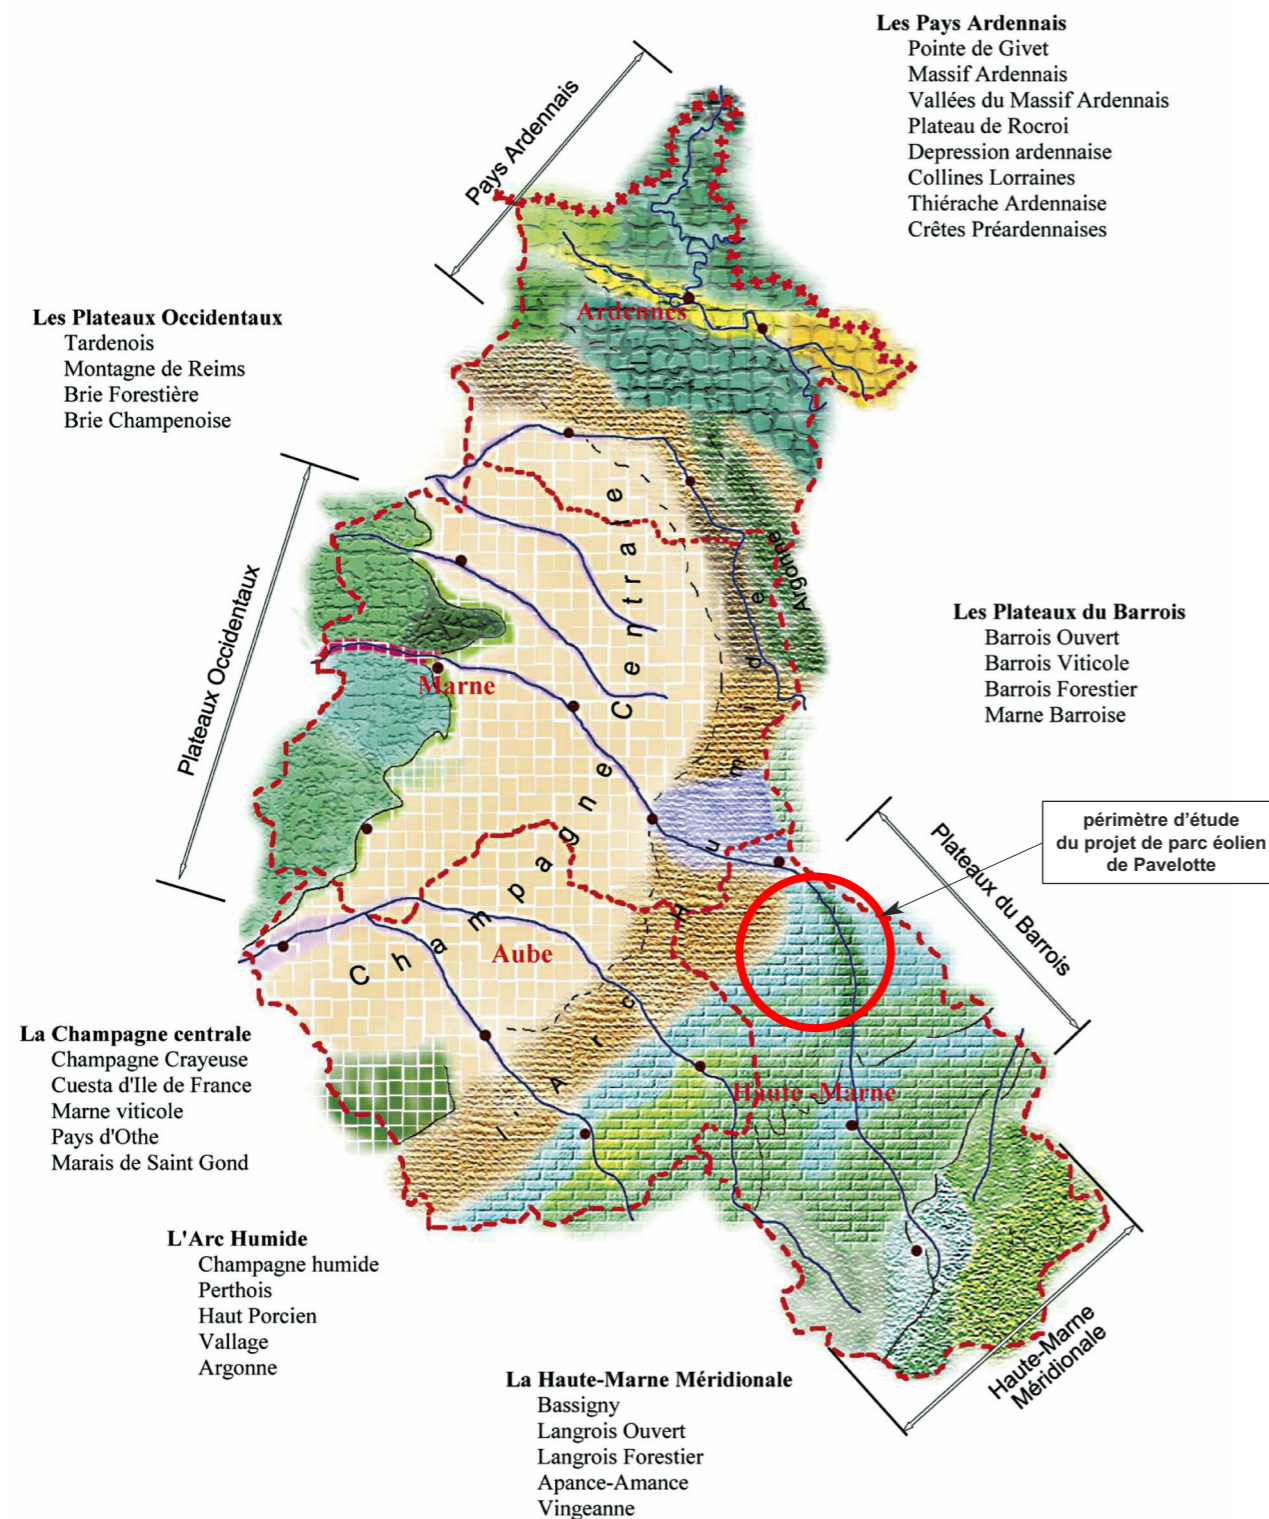 Les Pays Ardennais
Pointe de Givet
Massif Ardennais
Vallées du Massif Ardennais
Plateau de Rocroi
Depression ardennaise
Collines Lorraines
Thiérache Ardennaise
Crêtes Préardennaises
Pays Ardennais
Ardennes
Les Plateaux Occidentaux
Tardenois
Montagne de Reims
Brie Forestière
Brie Champenoise
Plateaux Occidentaux
Argonne
Marne
Champagne Centrale
Les Plateaux du Barrois
Barrois Ouvert
Barrois Viticole
Barrois Forestier
Marne Barroise
périmètre d'étude
du projet de parc éolien
de Pavelotte
Plateaux du Barrois
L'Arc Humide
Aube
Haute-Marne
La Champagne centrale
Champagne Crayeuse
Cuesta d'Ile de France
Marne viticole
Pays d'Othe
Marais de Saint Gond
L'Arc Humide
Champagne humide
Perthois
Haut Porcien
Vallage
Argonne
Haute-Marne
Méridionale
La Haute-Marne Méridionale
Bassigny
Langrois Ouvert
Langrois Forestier
Apance-Amance
Vingeanne